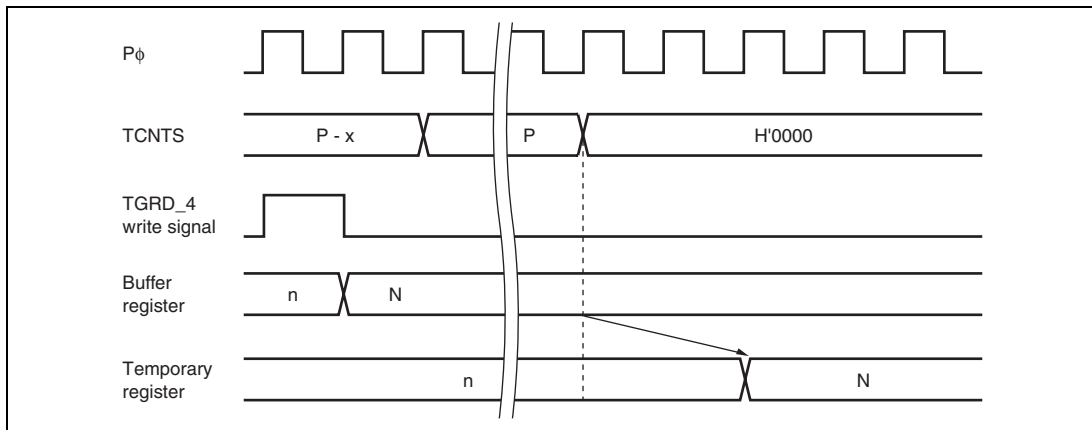 Pϕ
TCNTS
P - x
P
H'0000
TGRD_4
write signal
Buffer
register
n
N
Temporary
register
n
N